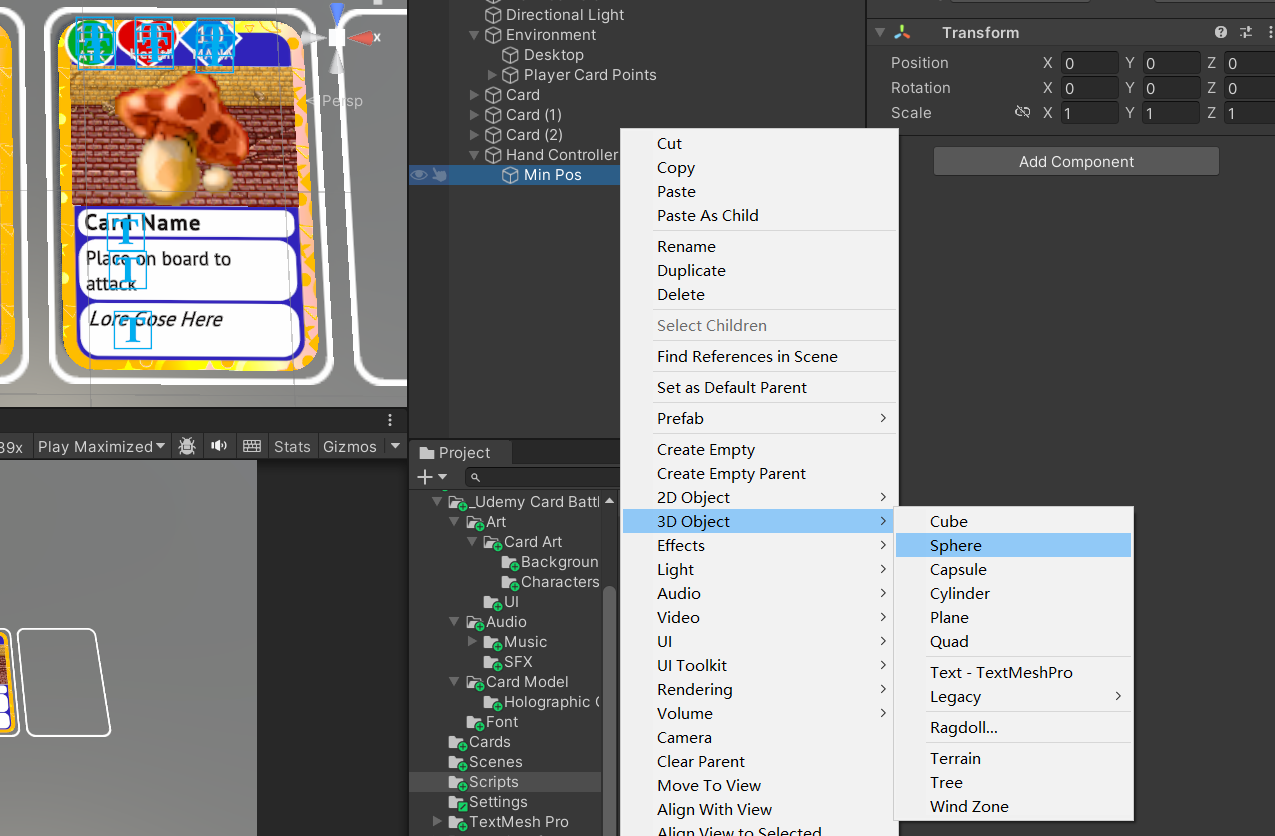 Persp
x
Card Name
Place on board to
attack
Lore Gose Here
39x
Play Maximized
Stats
Gizmos
Directional Light
Environment
Desktop
Player Card Points
Card
Card (1)
Card (2)
Hand Controller
Min Pos
Project
_Udemy Card Battl
Art
Card Art
Backgroun
Characters
UI
Audio
Music
SFX
Card Model
Holographic C
Font
Cards
Scenes
Scripts
Settings
TextMesh Pro
Cut
Copy
Paste
Paste As Child
Rename
Duplicate
Delete
Select Children
Find References in Scene
Set as Default Parent
Prefab
Create Empty
Create Empty Parent
2D Object
3D Object
Effects
Light
Audio
Video
UI
UI Toolkit
Rendering
Volume
Camera
Clear Parent
Move To View
Align With View
Align View to Selected
Cube
Sphere
Capsule
Cylinder
Plane
Quad
Text - TextMeshPro
Legacy
Ragdoll...
Terrain
Tree
Wind Zone
Transform
Position X 0 Y 0 Z 0
Rotation X 0 Y 0 Z 0
Scale X 1 Y 1 Z 1
Add Component